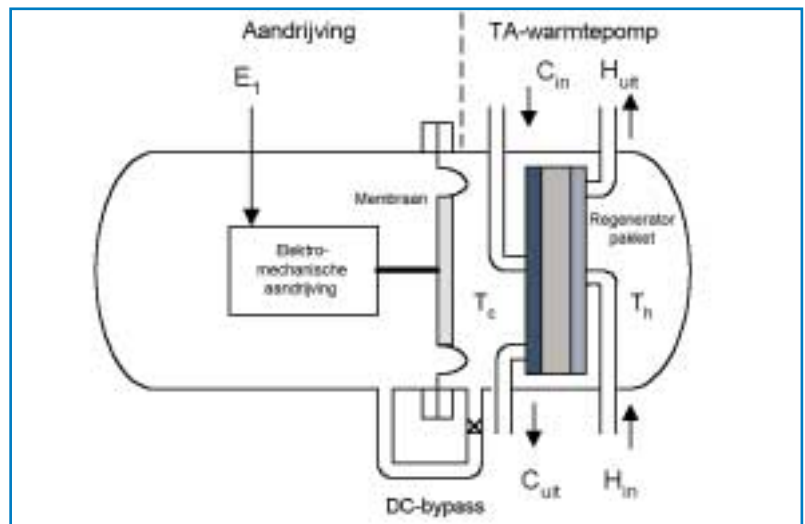 Aandrijving
TA-warmtepomp
E1
Cin
Huit
Membraan
Regenerator
pakket
Elektro-
mechanische
aandrijving
Tc
Th
Cuit
Hin
DC-bypass